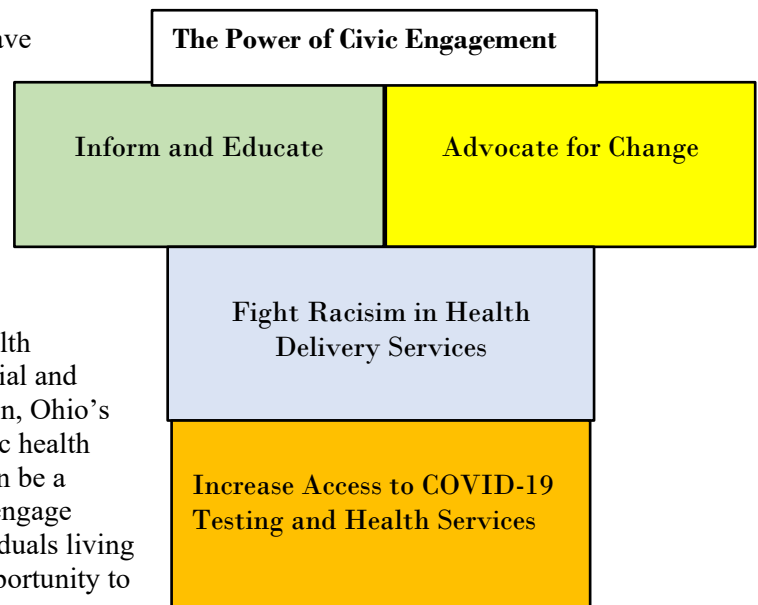 ave
The Power of Civic Engagement
Inform and Educate
Advocate for Change
Fight Racisim in Health
Delivery Services
lth
ial and
n, Ohio’s
c health
n be a
engage
duals living
portunity to
Increase Access to COVID-19
Testing and Health Services